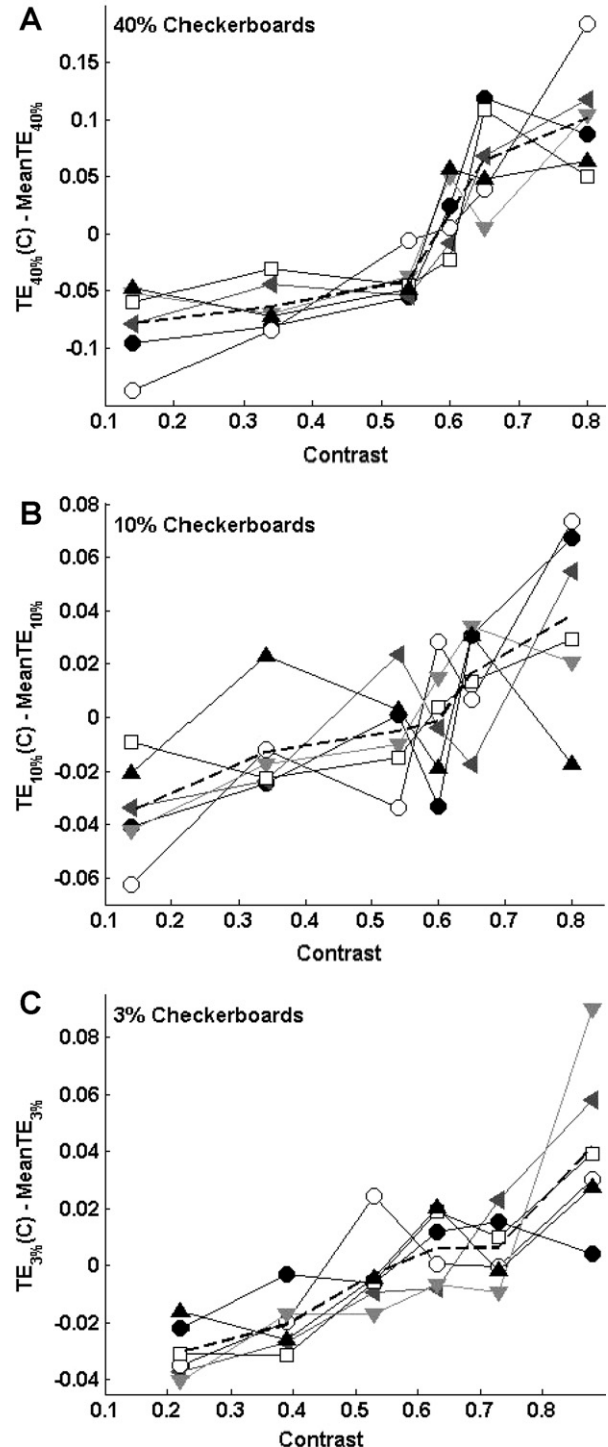 A
40% Checkerboards
TE40%(C) - MeanTE40%
0.15
0.1
0.05
0
-0.05
-0.1
0.1 0.2 0.3 0.4 0.5 0.6 0.7 0.8
Contrast
B
10% Checkerboards
TE10%(C) - MeanTE10%
0.08
0.06
0.04
0.02
0
-0.02
-0.04
-0.06
0.1 0.2 0.3 0.4 0.5 0.6 0.7 0.8
Contrast
C
3% Checkerboards
TE3%(C) - MeanTE3%
0.08
0.06
0.04
0.02
0
-0.02
-0.04
0.1 0.2 0.3 0.4 0.5 0.6 0.7 0.8
Contrast